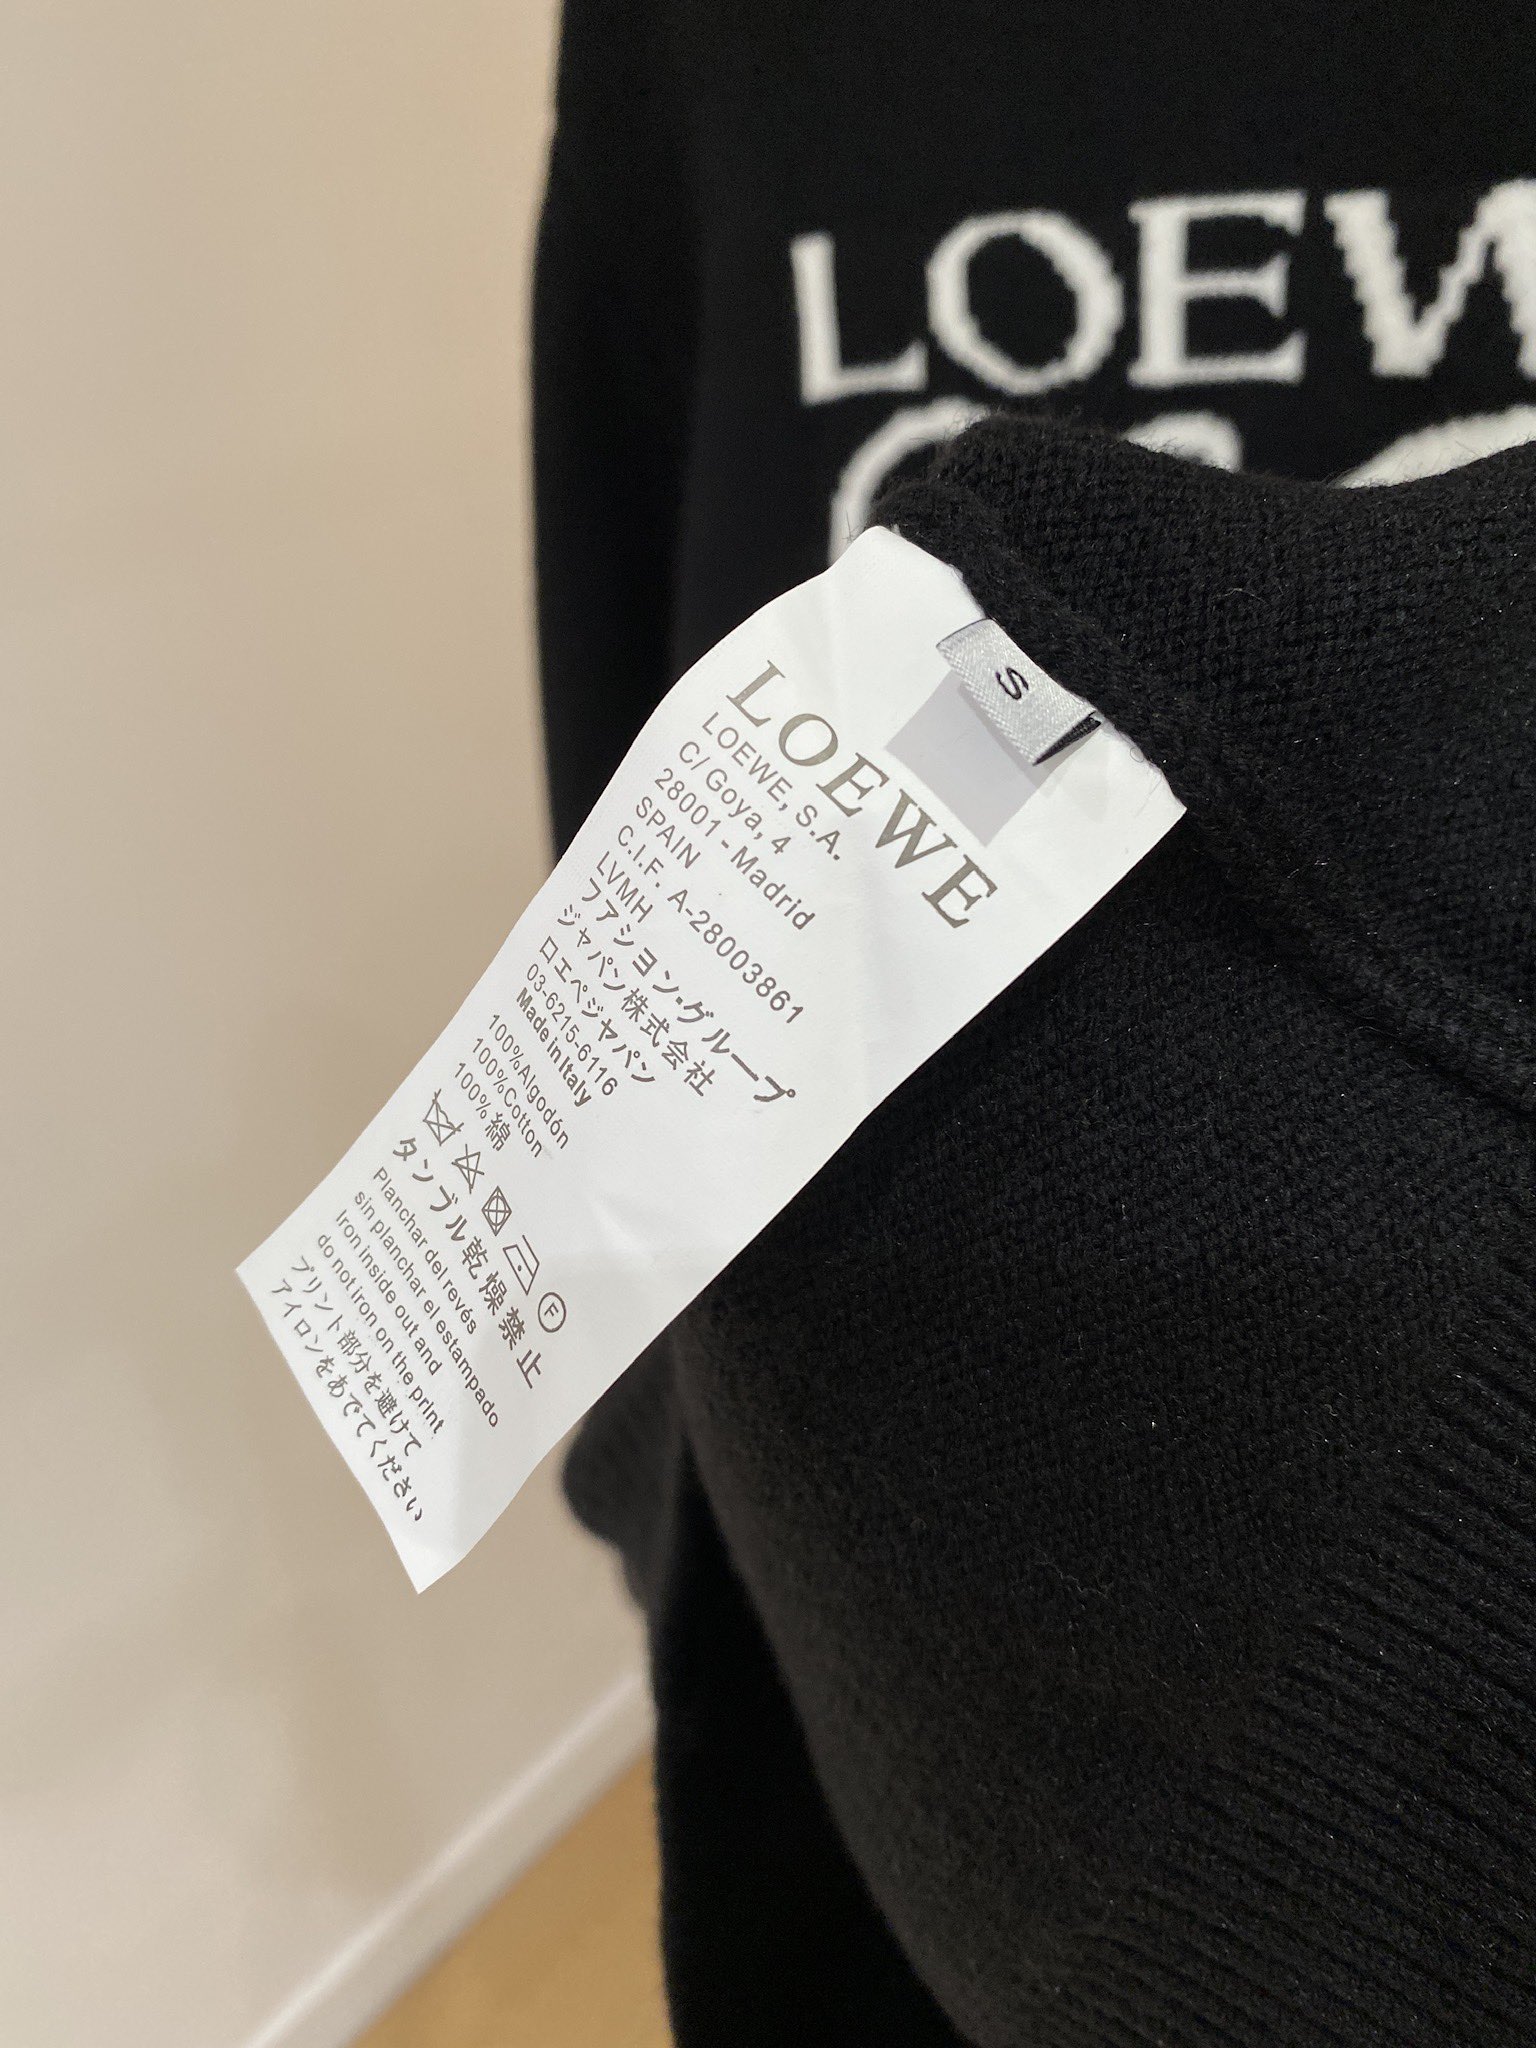 LOEW
S
LOEWE
LOEWE, S.A.
C/ Goya, 4
28001 - Madrid
SPAIN
C.I.F. A-28003861
LVMH
ファション・グループ
ジャパン株式会社
ロエベジャパン
03-6215-6116
Made in Italy
100%Algodón
100%Cotton
100%綿
F
タンブル乾燥禁止
Planchar del revés
sin planchar el estampado
Iron inside out and
do not iron on the print
プリント部分を避けて
アイロンをあててください